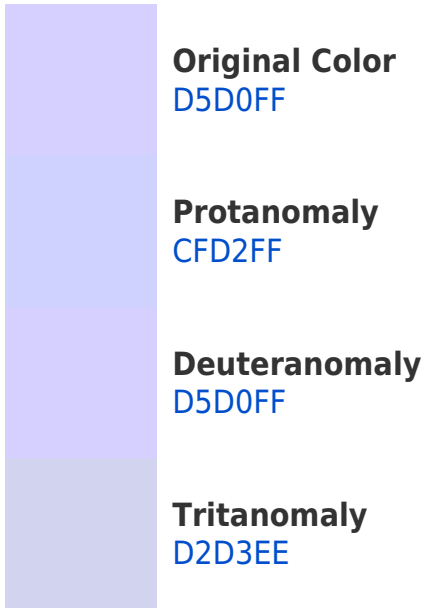 Original Color
D5D0FF
Protanomaly
CFD2FF
Deuteranomaly
D5D0FF
Tritanomaly
D2D3EE